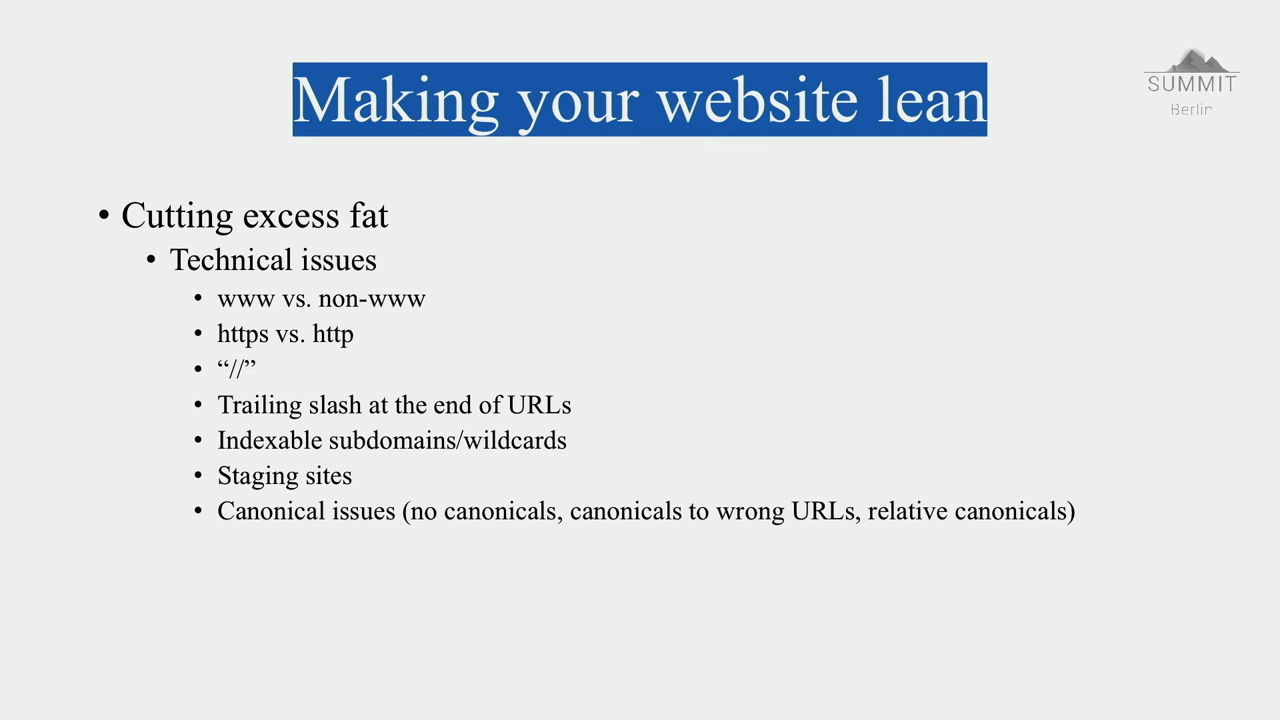 Making your website lean
SUMMIT
Berlin
• Cutting excess fat
• Technical issues
• www vs. non-www
• https vs. http
• “//”
• Trailing slash at the end of URLs
• Indexable subdomains/wildcards
• Staging sites
• Canonical issues (no canonicals, canonicals to wrong URLs, relative canonicals)